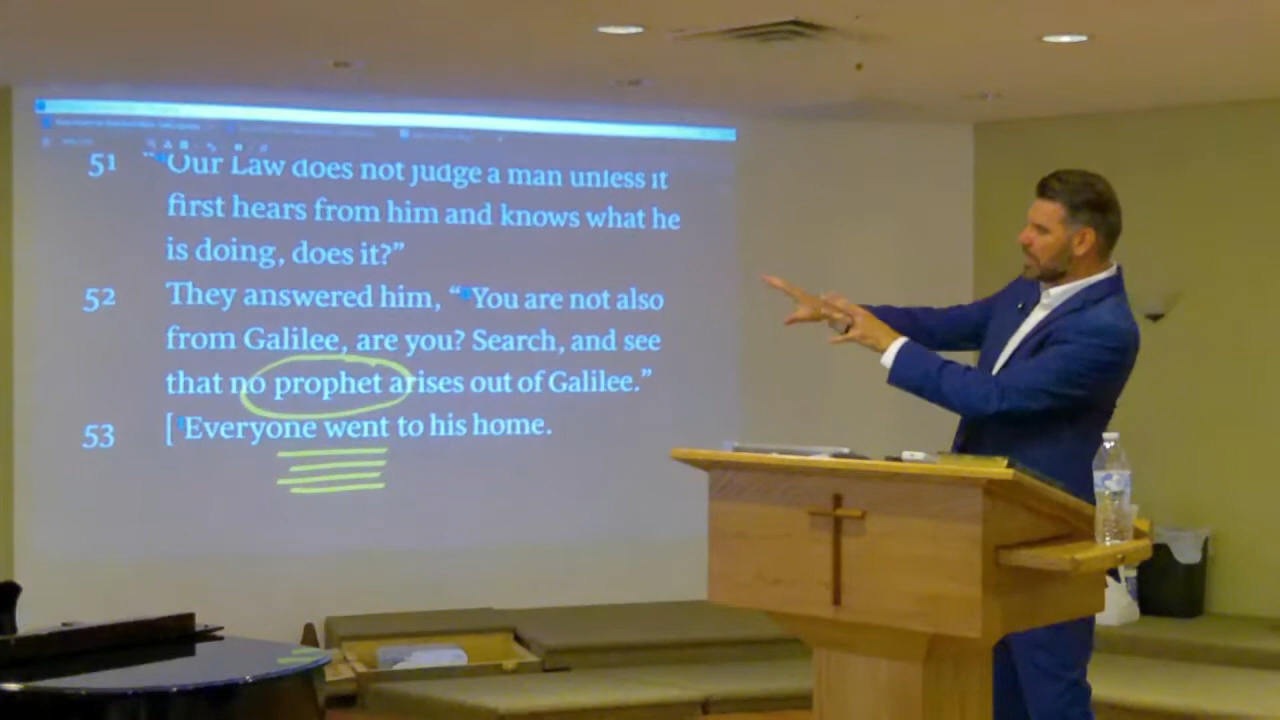 51 “Our Law does not judge a man unless it
first hears from him and knows what he
is doing, does it?”
52 They answered him, “You are not also
from Galilee, are you? Search, and see
that no prophet arises out of Galilee.”
53 [Everyone went to his home.